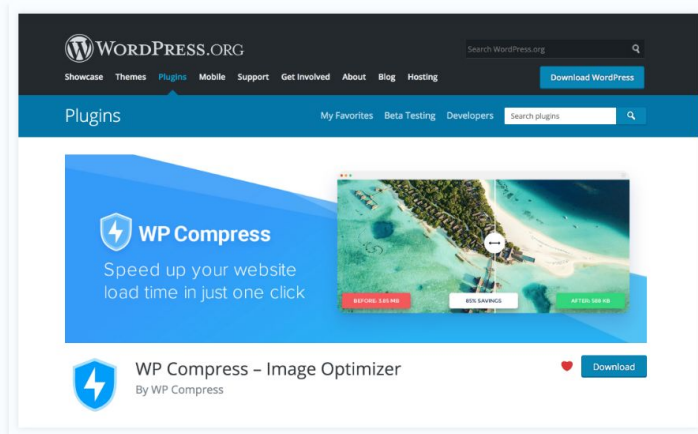 WORDPRESS.ORG
Search WordPress.org
Showcase Themes Plugins Mobile Support Get Involved About Blog Hosting
Download WordPress
Plugins
My Favorites Beta Testing Developers
Search plugins
WP Compress
Speed up your website
load time in just one click
BEFORE: 3.85 MB
85% SAVINGS
AFTER: 588 KB
WP Compress – Image Optimizer
By WP Compress
Download